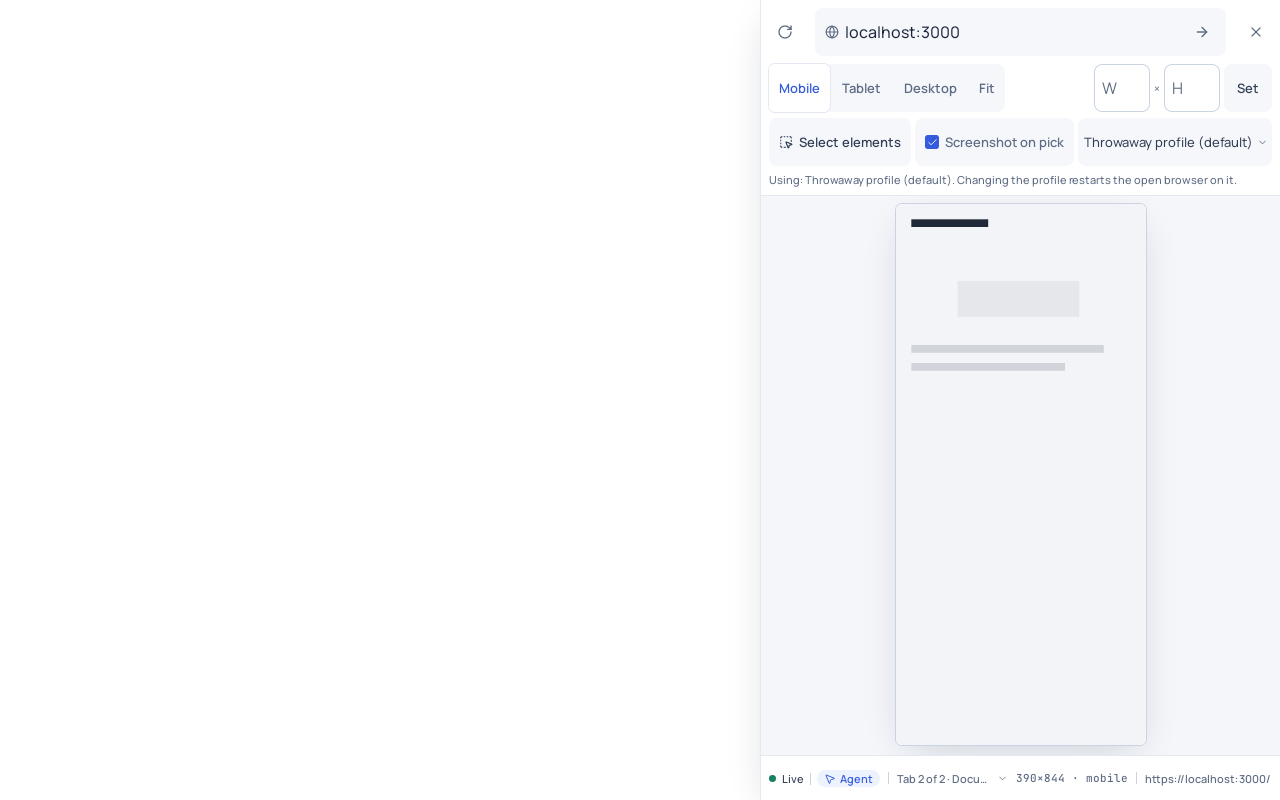 localhost:3000
Mobile Tablet Desktop Fit W × H Set
Select elements Screenshot on pick Throwaway profile (default)
Using: Throwaway profile (default). Changing the profile restarts the open browser on it.
Live Agent Tab 2 of 2 · Docu… 390×844 · mobile https://localhost:3000/